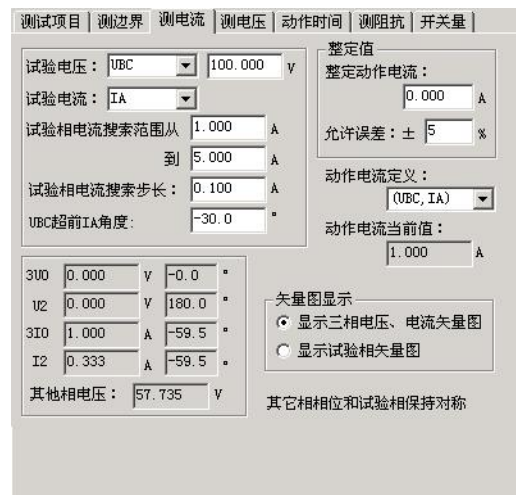 测试项目 测边界 测电流 测电压 动作时间 测阻抗 开关量
试验电压： UBC 100.000 V
试验电流： IA
试验相电流搜索范围从 1.000 A
到 5.000 A
试验相电流搜索步长： 0.100 A
UBC超前IA角度: -30.0 °
整定值
整定动作电流：
0.000 A
允许误差：± 5 %
动作电流定义：
(UBC,IA)
动作电流当前值：
1.000 A
3U0 0.000 V -0.0 °
U2 0.000 V 180.0 °
3I0 1.000 A -59.5 °
I2 0.333 A -59.5 °
其他相电压： 57.735 V
矢量图显示
显示三相电压、电流矢量图
显示试验相矢量图
其它相相位和试验相保持对称